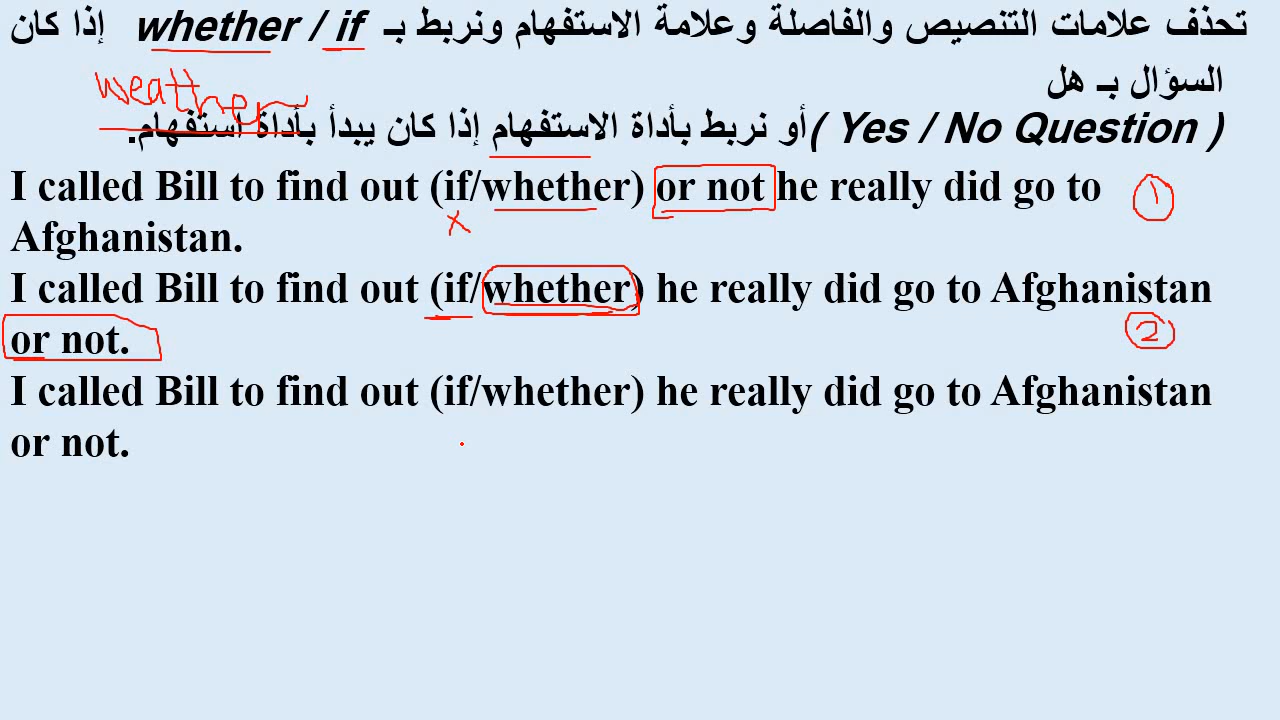 تحذف علامات التنصيص والفاصلة وعلامة الاستفهام ونربط بـ whether / if إذا كان
السؤال بـ هل
weather
( Yes / No Question )أو نربط بأداة الاستفهام إذا كان يبدأ بأداة استفهام.
I called Bill to find out (if/whether) or not he really did go to
1
x
Afghanistan.
I called Bill to find out (if/whether) he really did go to Afghanistan
or not.
2
I called Bill to find out (if/whether) he really did go to Afghanistan
or not.